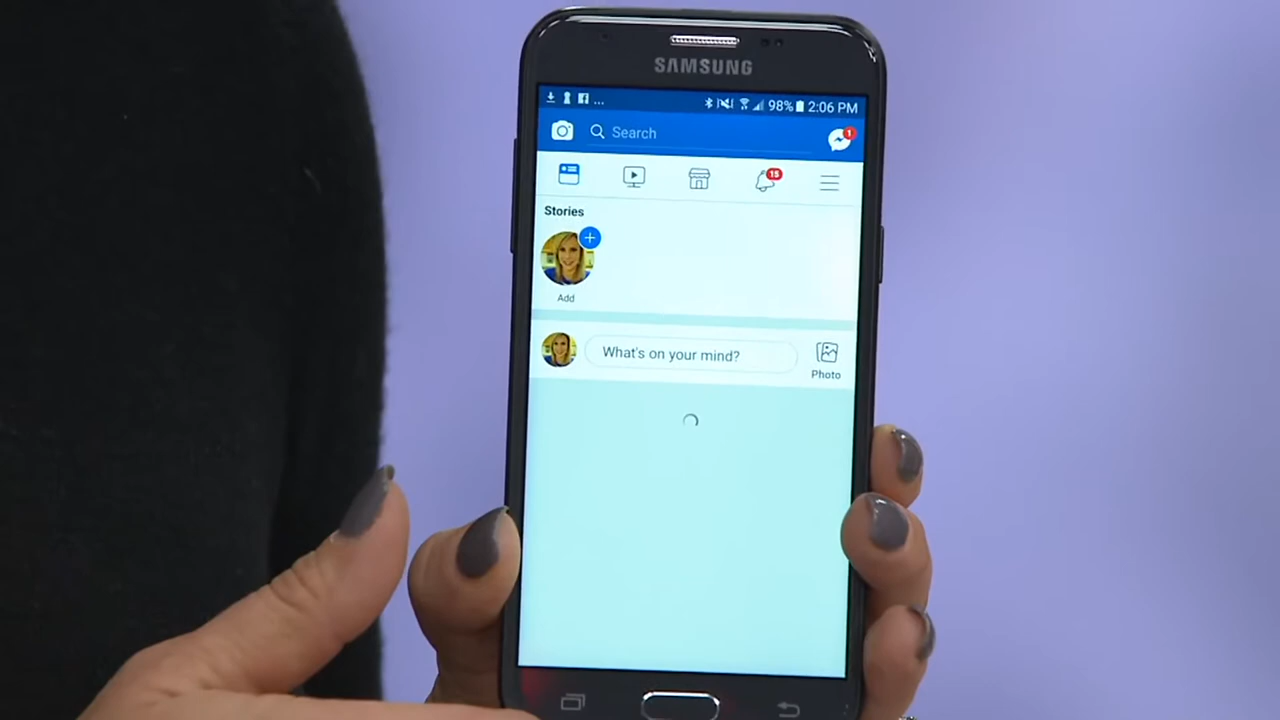 SAMSUNG
... 98% 2:06 PM
Search
1
15
Stories
Add
What's on your mind?
Photo